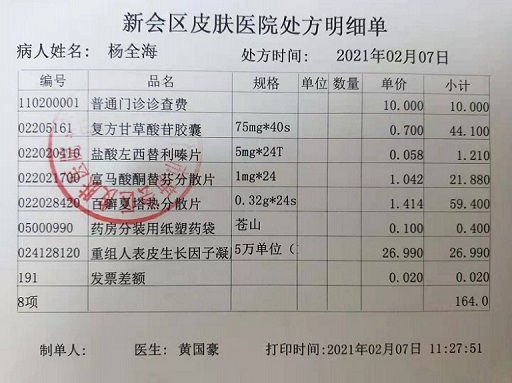 新会区皮肤医院处方明细单
病人姓名: 杨全海 处方时间: 2021年02月07日
编号 品名 规格 单位 数量 单价 小计
110200001 普通门诊诊查费 10.000 10.000
02205161 复方甘草酸苷胶囊 75mg*40s 0.700 44.100
022020410 盐酸左西替利嗪片 5mg*24T 0.058 1.210
022021700 富马酸酮替芬分散片 1mg*24 1.042 21.880
022028420 百癣夏塔热分散片 0.32g*24s 1.414 59.400
05000990 药房分装用纸塑药袋 苍山 0.100 0.400
024128120 重组人表皮生长因子凝 5万单位( 26.990 26.990
191 发票差额 0.020 0.020
8项 164.0
制单人: 医生: 黄国豪 打印时间:2021年02月07日 11:27:51